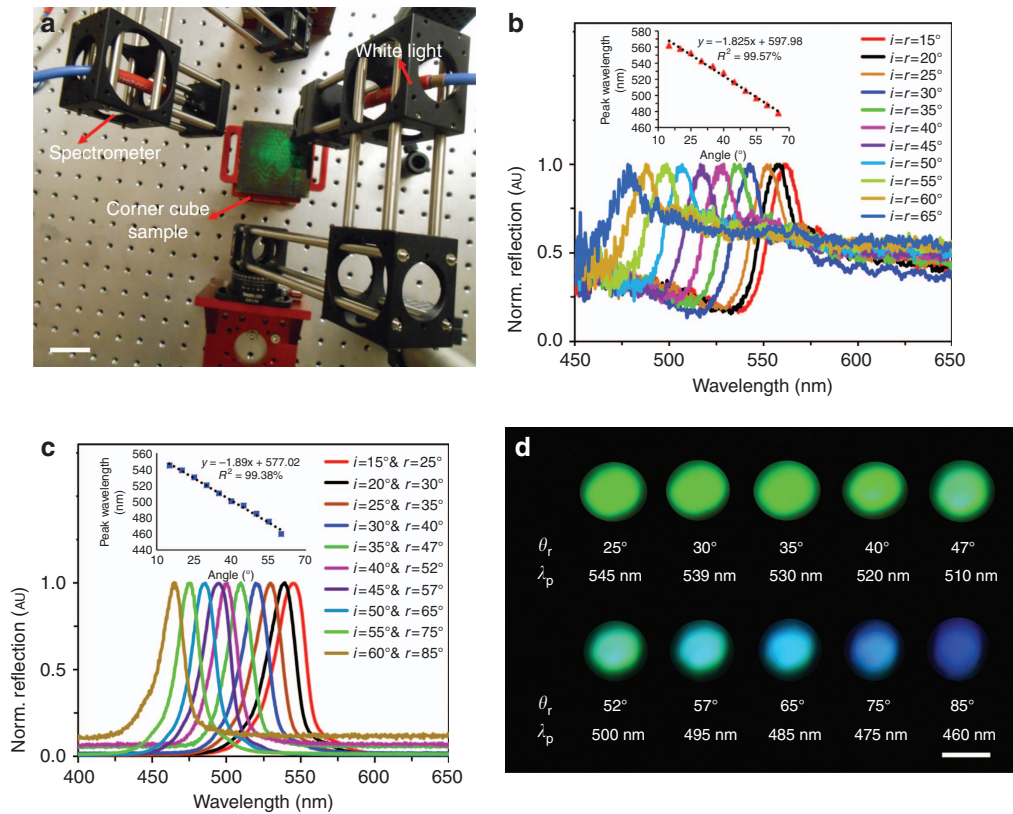 a
White light
Spectrometer
Corner cube
sample
b
Norm. reflection (AU)
1.0
0.5
0.0
450
500
550
600
650
Wavelength (nm)
Peak wavelength
(nm)
580
560
540
520
500
480
460
5
25
45
65
Angle (°)
y = −1.825x + 597.98
R² = 99.57%
i=r=15°
i=r=20°
i=r=25°
i=r=30°
i=r=35°
i=r=40°
i=r=45°
i=r=50°
i=r=55°
i=r=60°
i=r=65°
c
Norm. reflection (AU)
1.0
0.5
0.0
400
450
500
550
600
650
Wavelength (nm)
Peak wavelength
(nm)
560
540
520
500
480
460
440
10
30
50
70
Angle (°)
y = −1.89x + 577.02
R² = 99.38%
i=15°& r=25°
i=20°& r=30°
i=25°& r=35°
i=30°& r=40°
i=35°& r=47°
i=40°& r=52°
i=45°& r=57°
i=50°& r=65°
i=55°& r=75°
i=60°& r=85°
d
θr 25° 30° 35° 40° 47°
λp 545 nm 539 nm 530 nm 520 nm 510 nm
θr 52° 57° 65° 75° 85°
λp 500 nm 495 nm 485 nm 475 nm 460 nm